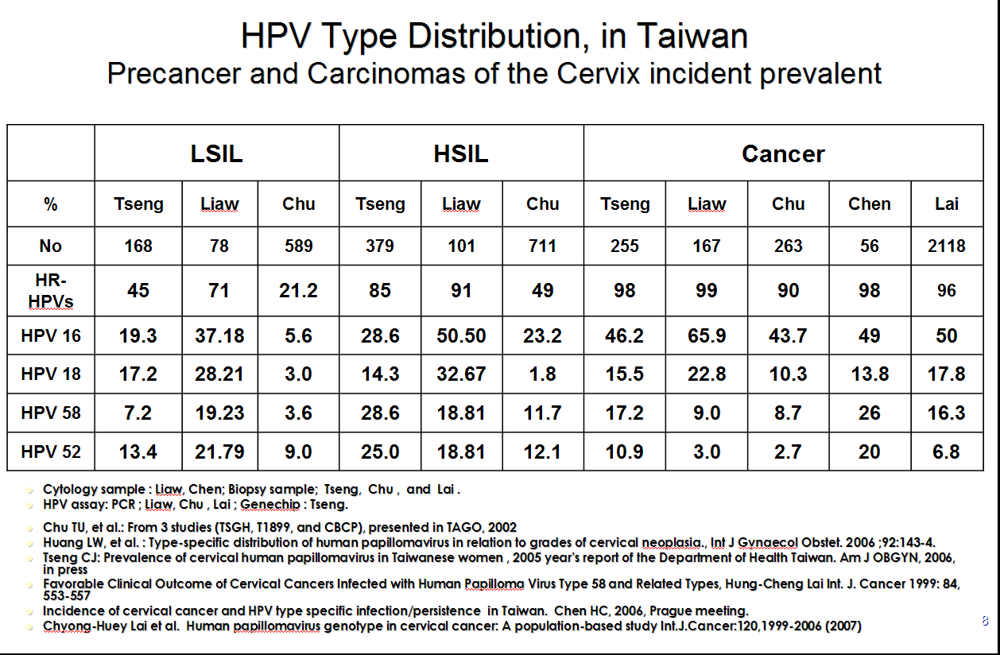 HPV Type Distribution, in Taiwan
Precancer and Carcinomas of the Cervix incident prevalent
LSIL HSIL Cancer
% Tseng Liaw Chu Tseng Liaw Chu Tseng Liaw Chu Chen Lai
No 168 78 589 379 101 711 255 167 263 56 2118
HR-
HPVs 45 71 21.2 85 91 49 98 99 90 98 96
HPV 16 19.3 37.18 5.6 28.6 50.50 23.2 46.2 65.9 43.7 49 50
HPV 18 17.2 28.21 3.0 14.3 32.67 1.8 15.5 22.8 10.3 13.8 17.8
HPV 58 7.2 19.23 3.6 28.6 18.81 11.7 17.2 9.0 8.7 26 16.3
HPV 52 13.4 21.79 9.0 25.0 18.81 12.1 10.9 3.0 2.7 20 6.8
Cytology sample : Liaw, Chen; Biopsy sample; Tseng, Chu , and Lai .
HPV assay: PCR ; Liaw, Chu , Lai ; Genechip : Tseng.
Chu TU, et al.: From 3 studies (TSGH, T1899, and CBCP), presented in TAGO, 2002
Huang LW, et al. : Type-specific distribution of human papillomavirus in relation to grades of cervical neoplasia., Int J Gynaecol Obstet. 2006 ;92:143-4.
Tseng CJ: Prevalence of cervical human papillomavirus in Taiwanese women , 2005 year's report of the Department of Health Taiwan. Am J OBGYN, 2006,
in press
Favorable Clinical Outcome of Cervical Cancers Infected with Human Papilloma Virus Type 58 and Related Types, Hung-Cheng Lai Int. J. Cancer 1999: 84,
553-557
Incidence of cervical cancer and HPV type specific infection/persistence in Taiwan. Chen HC, 2006, Prague meeting.
Chyong-Huey Lai et al. Human papillomavirus genotype in cervical cancer: A population-based study Int.J.Cancer:120,1999-2006 (2007)
8